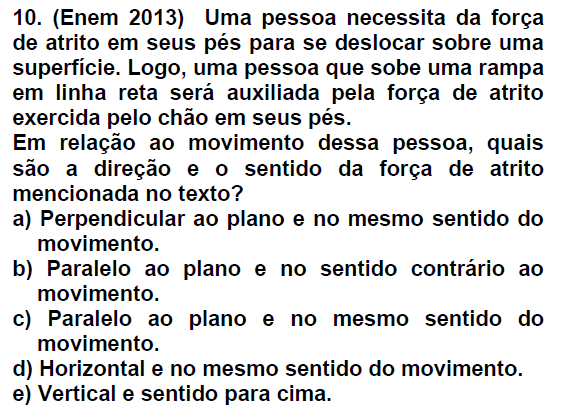 10. (Enem 2013) Uma pessoa necessita da força
de atrito em seus pés para se deslocar sobre uma
superfície. Logo, uma pessoa que sobe uma rampa
em linha reta será auxiliada pela força de atrito
exercida pelo chão em seus pés.
Em relação ao movimento dessa pessoa, quais
são a direção e o sentido da força de atrito
mencionada no texto?
a) Perpendicular ao plano e no mesmo sentido do
movimento.
b) Paralelo ao plano e no sentido contrário ao
movimento.
c) Paralelo ao plano e no mesmo sentido do
movimento.
d) Horizontal e no mesmo sentido do movimento.
e) Vertical e sentido para cima.